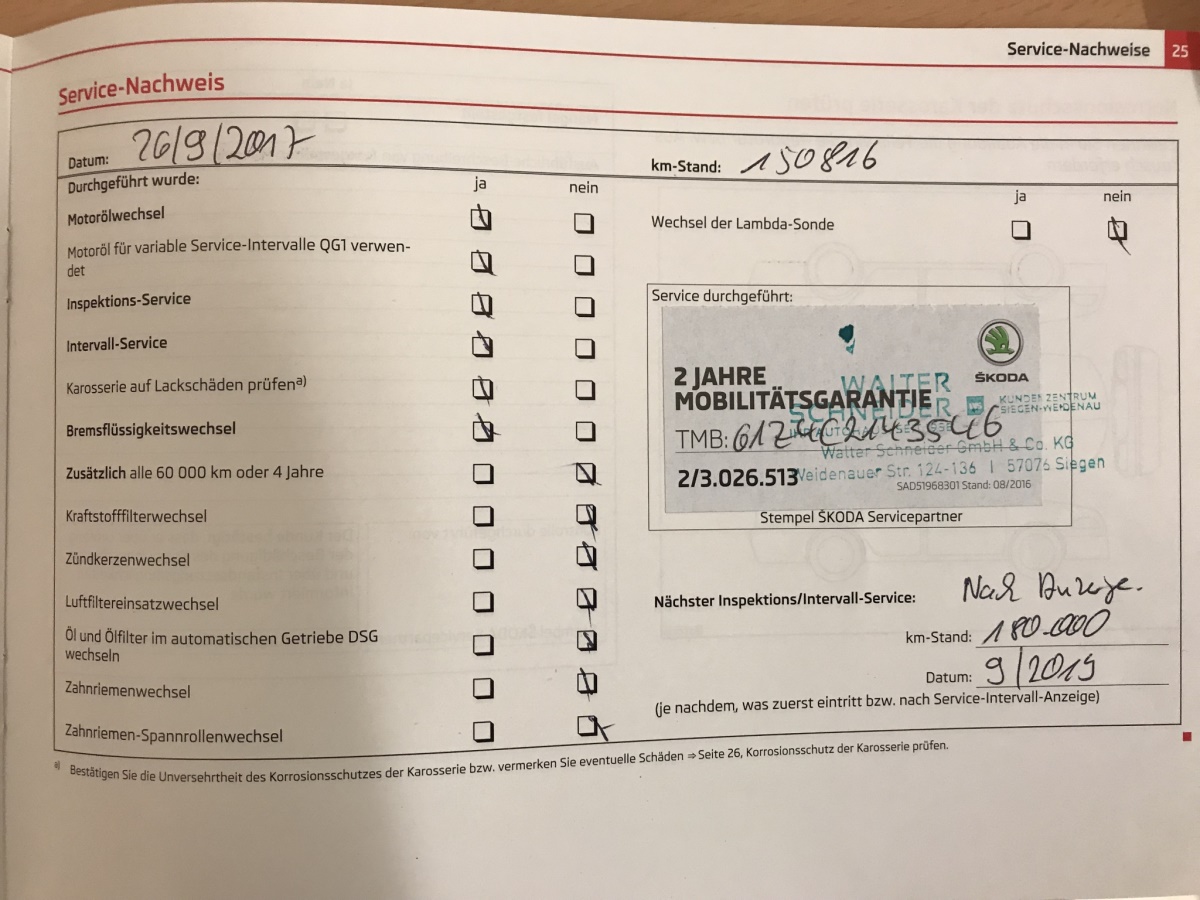 Service-Nachweise 25
Service-Nachweis
Datum: 26/9/2017
km-Stand: 150816
Durchgeführt wurde: ja nein
Motorölwechsel
Motoröl für variable Service-Intervalle QG1 verwen-
det
Inspektions-Service
Intervall-Service
Karosserie auf Lackschäden prüfen a)
Bremsflüssigkeitswechsel
Zusätzlich alle 60 000 km oder 4 Jahre
Kraftstofffilterwechsel
Zündkerzenwechsel
Luftfiltereinsatzwechsel
Öl und Ölfilter im automatischen Getriebe DSG
wechseln
Zahnriemenwechsel
Zahnriemen-Spannrollenwechsel
ja nein
Wechsel der Lambda-Sonde
Service durchgeführt:
ŠKODA
2 JAHRE
MOBILITÄTSGARANTIE
WALTER
SCHNEIDER
KUNDENZENTRUM
SIEGEN-WEIDENAU
TMB: 61Z4C2143546
Walter Schneider GmbH & Co. KG
2/3.026.513
Weidenauer Str. 124-136 | 57076 Siegen
SAD51968301 Stand: 08/2016
Stempel ŠKODA Servicepartner
Nächster Inspektions/Intervall-Service: Nach Anzeige.
km-Stand: 180.000
Datum: 9/2019
(je nachdem, was zuerst eintritt bzw. nach Service-Intervall-Anzeige)
a) Bestätigen Sie die Unversehrtheit des Korrosionsschutzes der Karosserie bzw. vermerken Sie eventuelle Schäden ⇒ Seite 26, Korrosionsschutz der Karosserie prüfen.